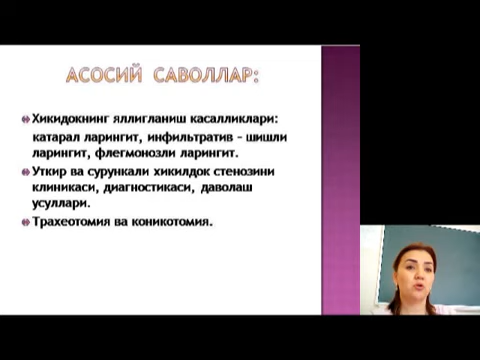 АСОСИЙ САВОЛЛАР:
Хикидокнинг яллигланиш касалликлари:
катарал ларингит, инфильтратив – шишли
ларингит, флегмонозли ларингит.
Уткир ва сурункали хикилдок стенозини
клиникаси, диагностикаси, даволаш
усуллари.
Трахеотомия ва коникотомия.